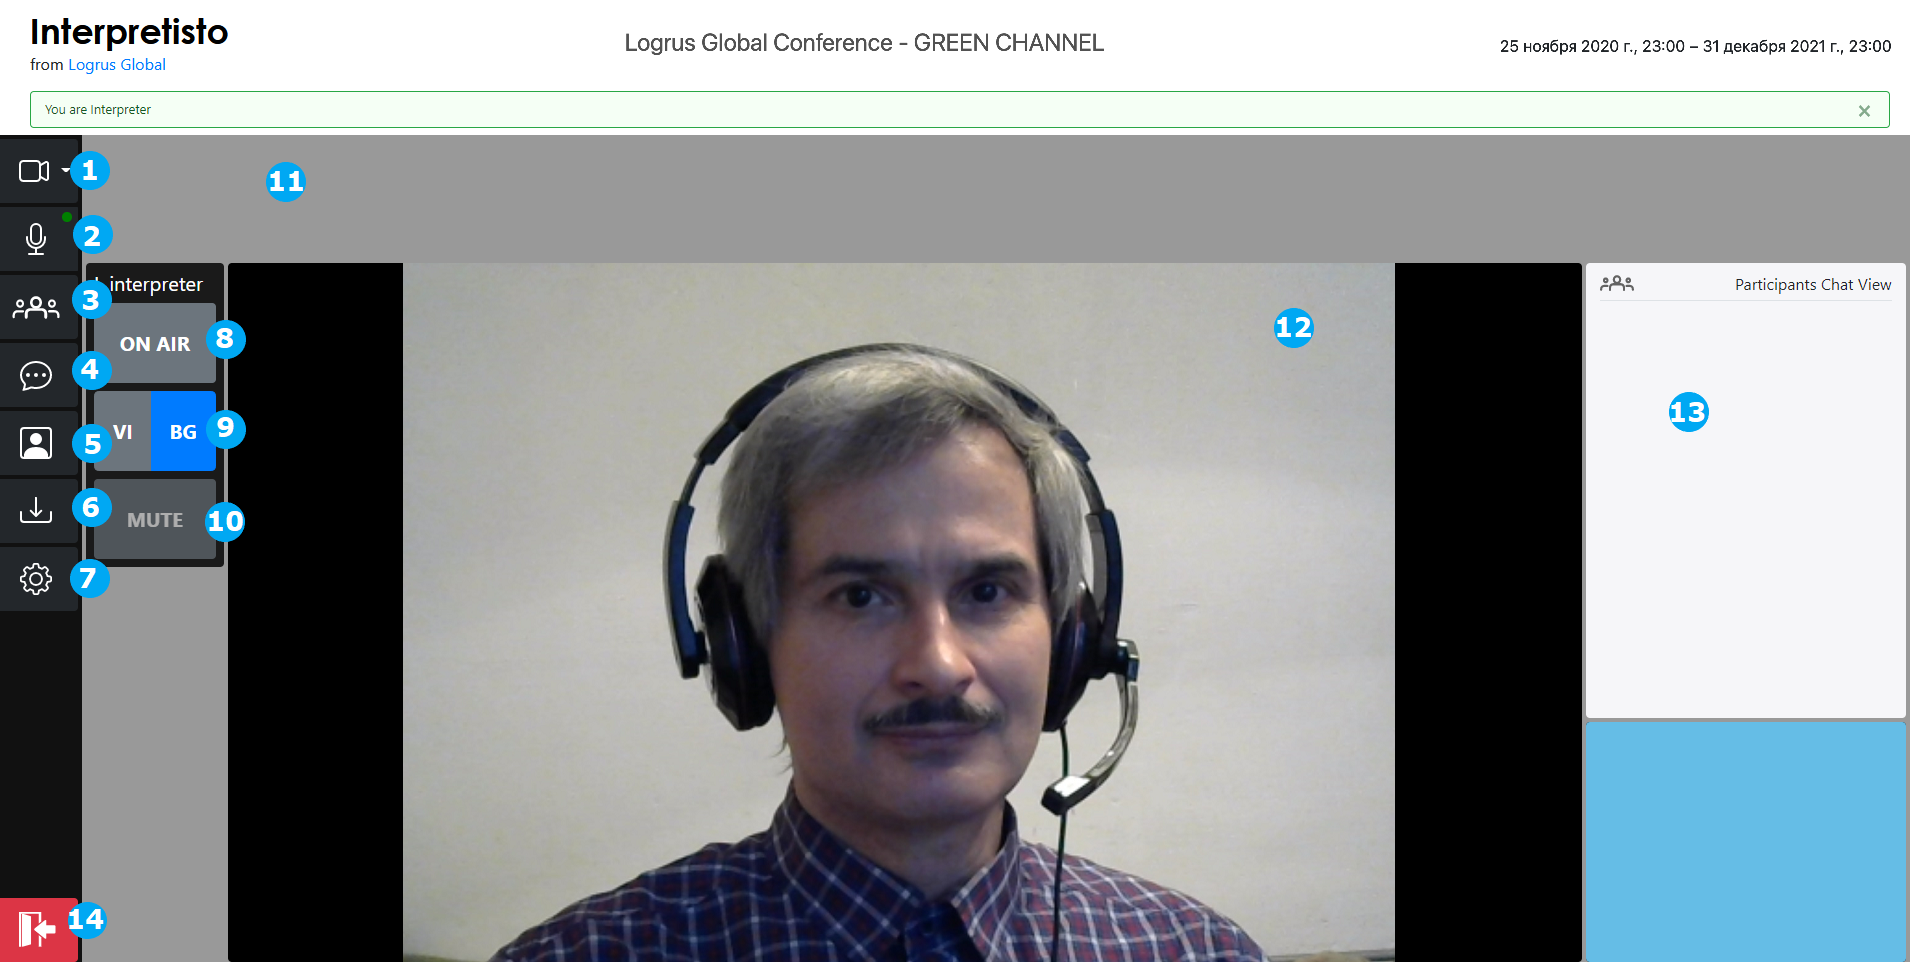 Interpretisto
from Logrus Global
Logrus Global Conference - GREEN CHANNEL
25 ноября 2020 г., 23:00 – 31 декабря 2021 г., 23:00
You are Interpreter
×
1
11
2
interpreter
3
Participants Chat View
12
ON AIR
8
4
13
VI
BG
9
5
6
MUTE
10
7
14